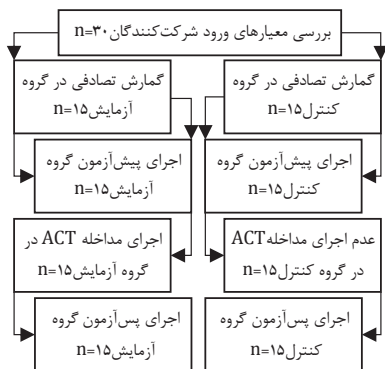 بررسی معیارهای ورود شرکت‌کنندگان n=۳۰
گمارش تصادفی در گروه
کنترل n=۱۵
گمارش تصادفی در گروه
آزمایش n=۱۵
اجرای پیش‌آزمون گروه
کنترل n=۱۵
اجرای پیش‌آزمون گروه
آزمایش n=۱۵
عدم اجرای مداخله ACT
در گروه کنترل n=۱۵
اجرای مداخله ACT در
گروه آزمایش n=۱۵
اجرای پس‌آزمون گروه
کنترل n=۱۵
اجرای پس‌آزمون گروه
آزمایش n=۱۵